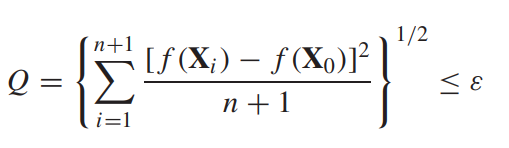 $$Q = \left\{ \sum_{i=1}^{n+1} \frac{[f(\mathbf{X}_i) - f(\mathbf{X}_0)]^2}{n+1} \right\}^{1/2} \leq \varepsilon$$